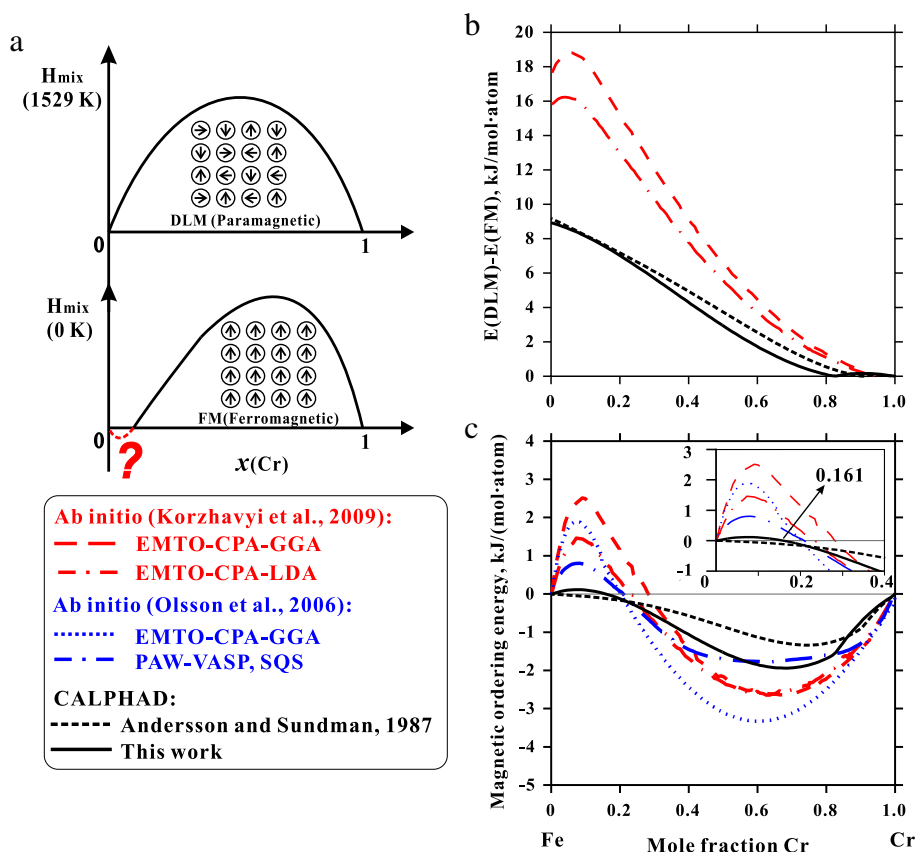 a
Hmix
(1529 K)
DLM (Paramagnetic)
0
1
Hmix
(0 K)
FM(Ferromagnetic)
0
1
?
x(Cr)
Ab initio (Korzhavyi et al., 2009):
EMTO-CPA-GGA
EMTO-CPA-LDA
Ab initio (Olsson et al., 2006):
EMTO-CPA-GGA
PAW-VASP, SQS
CALPHAD:
Andersson and Sundman, 1987
This work
b
E(DLM)-E(FM), kJ/mol·atom
20
18
16
14
12
10
8
6
4
2
0
0 0.2 0.4 0.6 0.8 1.0
c
Magnetic ordering energy, kJ/(mol·atom)
4
3
2
1
0
-1
-2
-3
-4
-5
3
2
1
0
-1
0.161
0 0.2 0.4
0 0.2 0.4 0.6 0.8 1.0
Fe Mole fraction Cr Cr